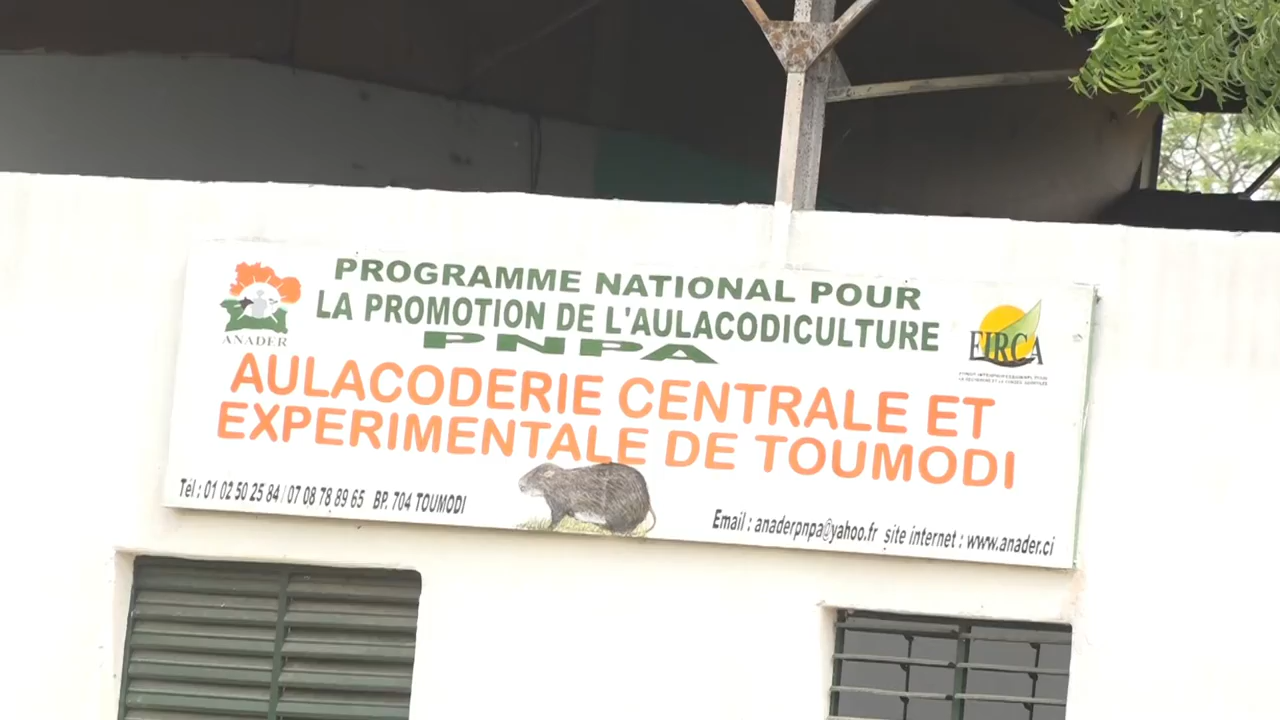 PROGRAMME NATIONAL POUR
LA PROMOTION DE L'AULACODICULTURE
PNPA
ANADER
FIRCA
AULACODERIE CENTRALE ET
EXPERIMENTALE DE TOUMODI
Tél : 01 02 50 25 84 / 07 08 78 89 65 BP. 704 TOUMODI
Email : anaderpnpa@yahoo.fr site internet : www.anader.ci